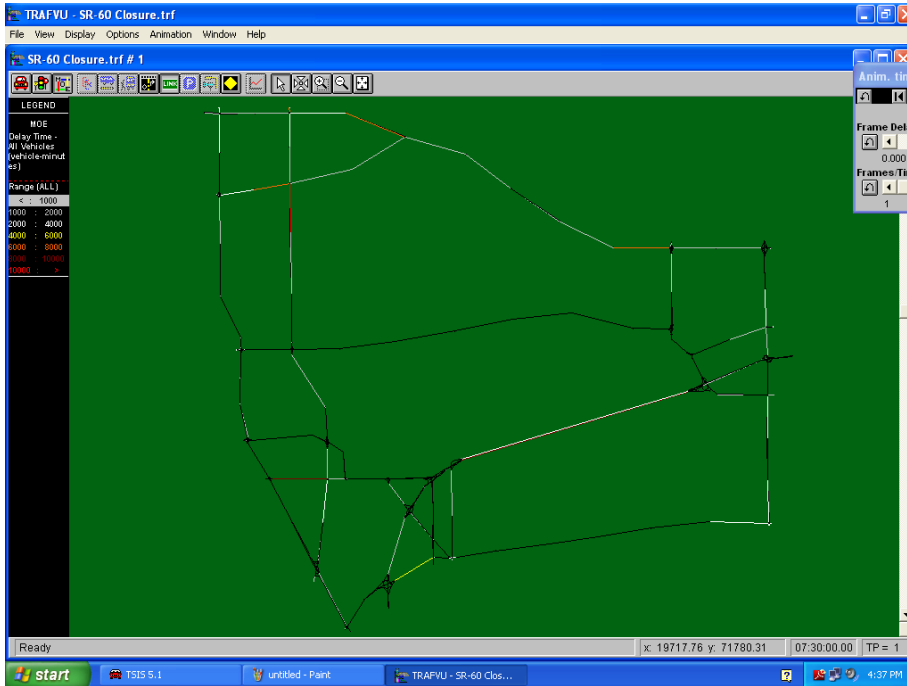 TRAFVU - SR-60 Closure.trf
File View Display Options Animation Window Help
SR-60 Closure.trf # 1
Anim. tim
LEGEND
MOE
Delay Time -
All Vehicles
(vehicle-minut
es)
Range (ALL)
< : 1000
1000 : 2000
2000 : 4000
4000 : 6000
6000 : 8000
8000 : 10000
10000 : >
LINK
Frame Del
0.000
Frames/Ti
1
Ready
x: 19717.76 y: 71780.31
07:30:00.00
TP = 1
start
TSIS 5.1
untitled - Paint
TRAFVU - SR-60 Clos...
4:37 PM